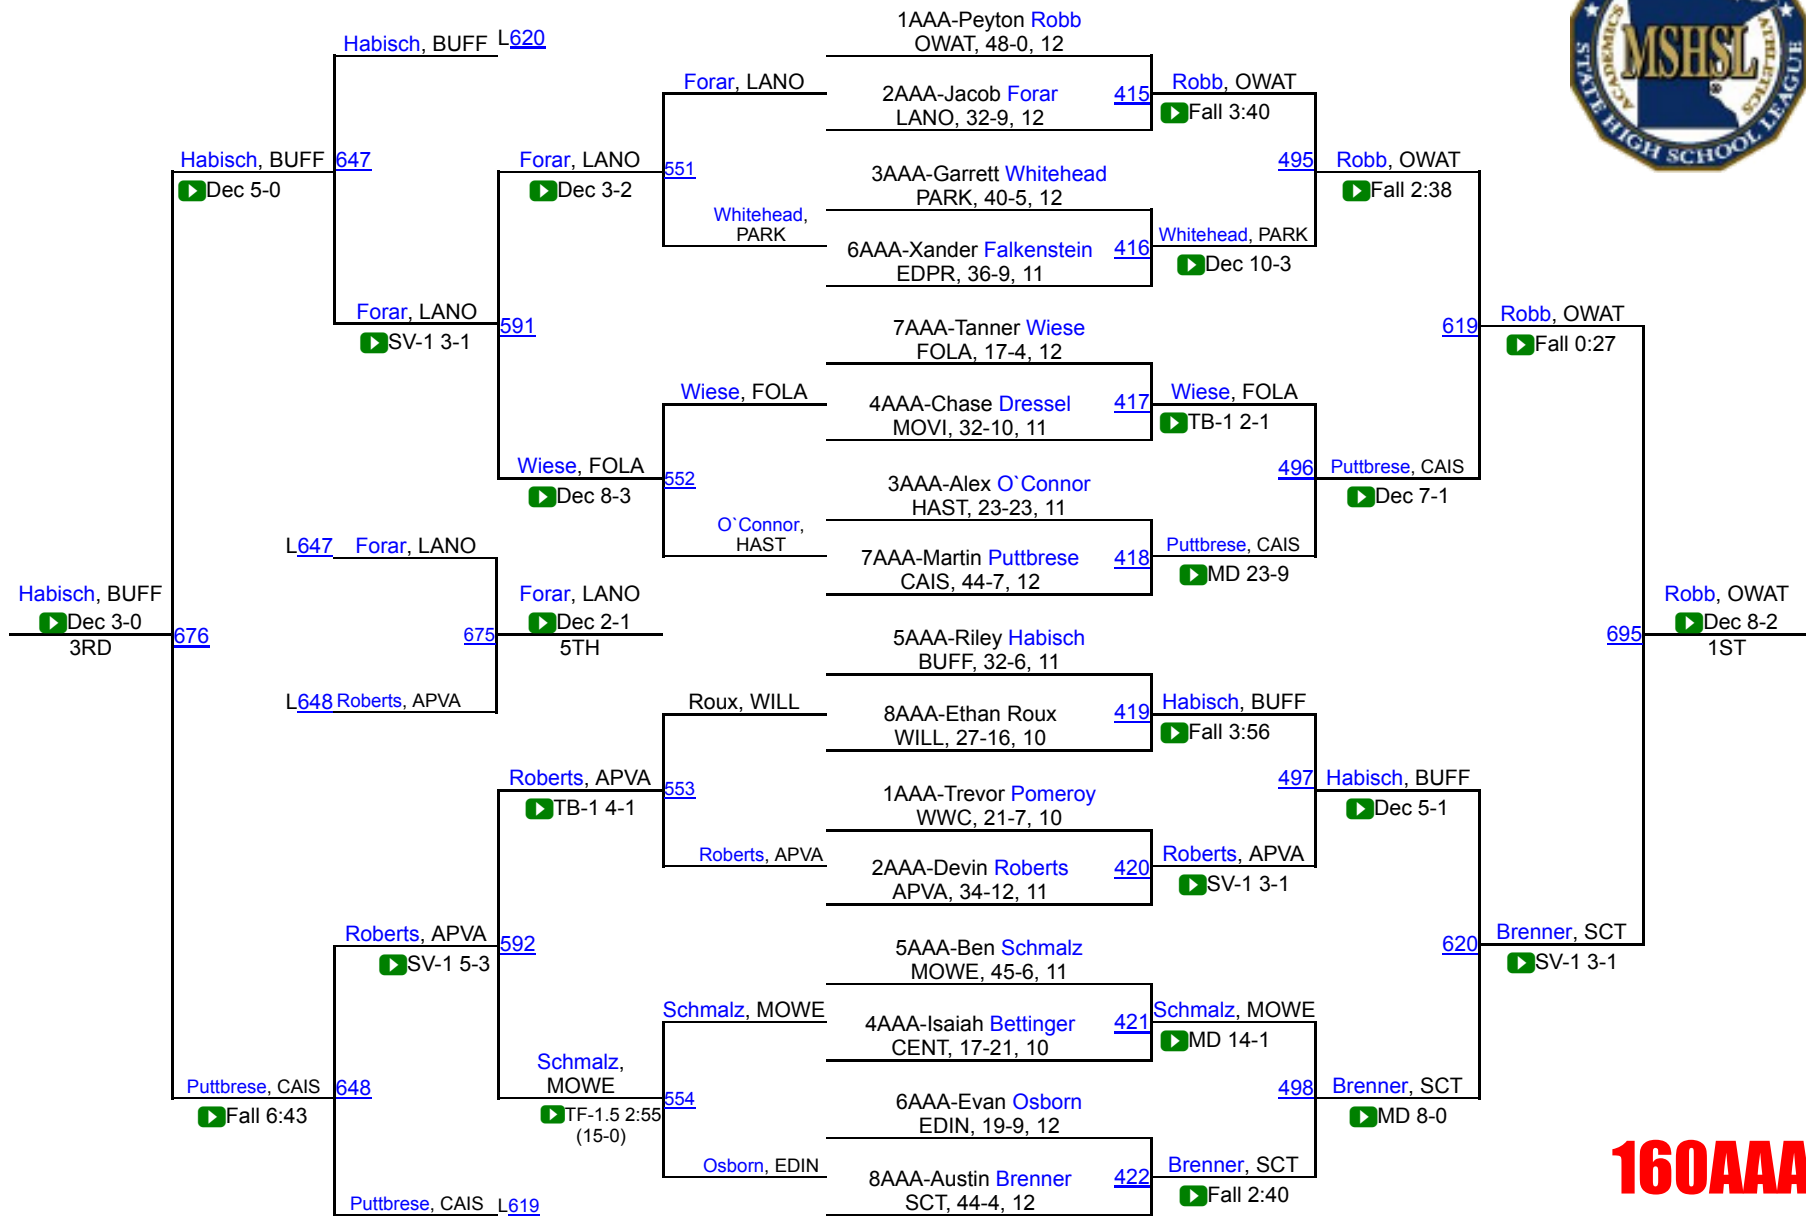 1AAA-Peyton Robb
OWAT, 48-0, 12
2AAA-Jacob Forar
LANO, 32-9, 12
3AAA-Garrett Whitehead
PARK, 40-5, 12
6AAA-Xander Falkenstein
EDPR, 36-9, 11
7AAA-Tanner Wiese
FOLA, 17-4, 12
4AAA-Chase Dressel
MOVI, 32-10, 11
3AAA-Alex O`Connor
HAST, 23-23, 11
7AAA-Martin Puttbrese
CAIS, 44-7, 12
5AAA-Riley Habisch
BUFF, 32-6, 11
8AAA-Ethan Roux
WILL, 27-16, 10
1AAA-Trevor Pomeroy
WWC, 21-7, 10
2AAA-Devin Roberts
APVA, 34-12, 11
5AAA-Ben Schmalz
MOWE, 45-6, 11
4AAA-Isaiah Bettinger
CENT, 17-21, 10
6AAA-Evan Osborn
EDIN, 19-9, 12
8AAA-Austin Brenner
SCT, 44-4, 12
415 Robb, OWAT
Fall 3:40
416 Whitehead, PARK
Dec 10-3
417 Wiese, FOLA
TB-1 2-1
418 Puttbrese, CAIS
MD 23-9
419 Habisch, BUFF
Fall 3:56
420 Roberts, APVA
SV-1 3-1
421 Schmalz, MOWE
MD 14-1
422 Brenner, SCT
Fall 2:40
495 Robb, OWAT
Fall 2:38
496 Puttbrese, CAIS
Dec 7-1
497 Habisch, BUFF
Dec 5-1
498 Brenner, SCT
MD 8-0
619 Robb, OWAT
Fall 0:27
620 Brenner, SCT
SV-1 3-1
695 Robb, OWAT
Dec 8-2
1ST
Forar, LANO
Whitehead,
PARK
Wiese, FOLA
O`Connor,
HAST
Roux, WILL
Roberts, APVA
Schmalz, MOWE
Osborn, EDIN
Forar, LANO 551
Dec 3-2
Wiese, FOLA 552
Dec 8-3
Roberts, APVA 553
TB-1 4-1
Schmalz,
MOWE 554
TF-1.5 2:55
(15-0)
Habisch, BUFF L620
Forar, LANO 591
SV-1 3-1
Roberts, APVA 592
SV-1 5-3
Puttbrese, CAIS L619
Habisch, BUFF 647
Dec 5-0
Puttbrese, CAIS 648
Fall 6:43
L647 Forar, LANO
L648 Roberts, APVA
675 Forar, LANO
Dec 2-1
5TH
Habisch, BUFF
Dec 3-0 676
3RD
MSHSL
ACADEMICS
ATHLETICS
STATE HIGH SCHOOL LEAGUE
160AAA